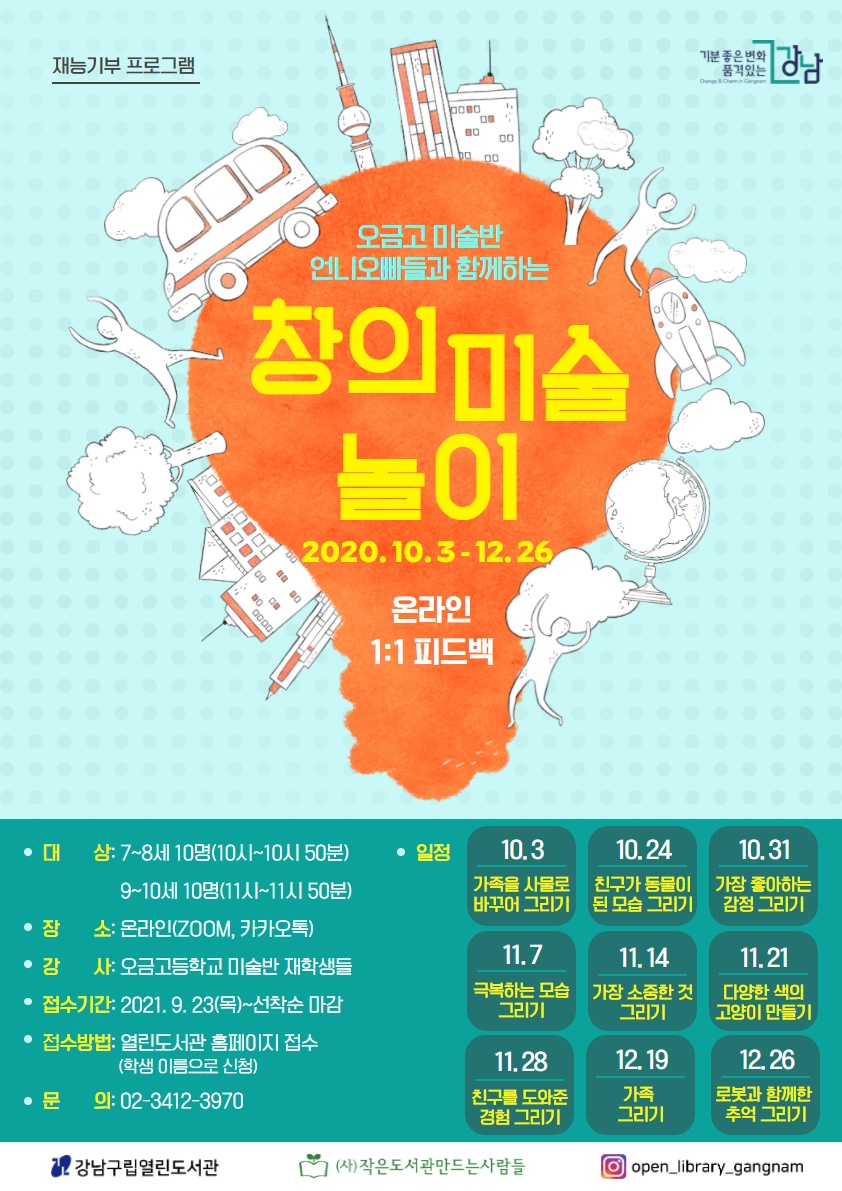 재능기부 프로그램
기분 좋은 변화
품격있는
강남
Change & Charm in Gangnam
오금고 미술반
언니오빠들과 함께하는
창의미술
놀이
2020. 10. 3 - 12. 26
온라인
1:1 피드백
대 상: 7~8세 10명(10시~10시 50분)
9~10세 10명(11시~11시 50분)
장 소: 온라인(ZOOM, 카카오톡)
강 사: 오금고등학교 미술반 재학생들
접수기간: 2021. 9. 23(목)~선착순 마감
접수방법: 열린도서관 홈페이지 접수
(학생 이름으로 신청)
문 의: 02-3412-3970
일정
10. 3
가족을 사물로
바꾸어 그리기
10. 24
친구가 동물이
된 모습 그리기
10. 31
가장 좋아하는
감정 그리기
11. 7
극복하는 모습
그리기
11. 14
가장 소중한 것
그리기
11. 21
다양한 색의
고양이 만들기
11. 28
친구를 도와준
경험 그리기
12. 19
가족
그리기
12. 26
로봇과 함께한
추억 그리기
강남구립열린도서관
(사)작은도서관만드는사람들
open_library_gangnam